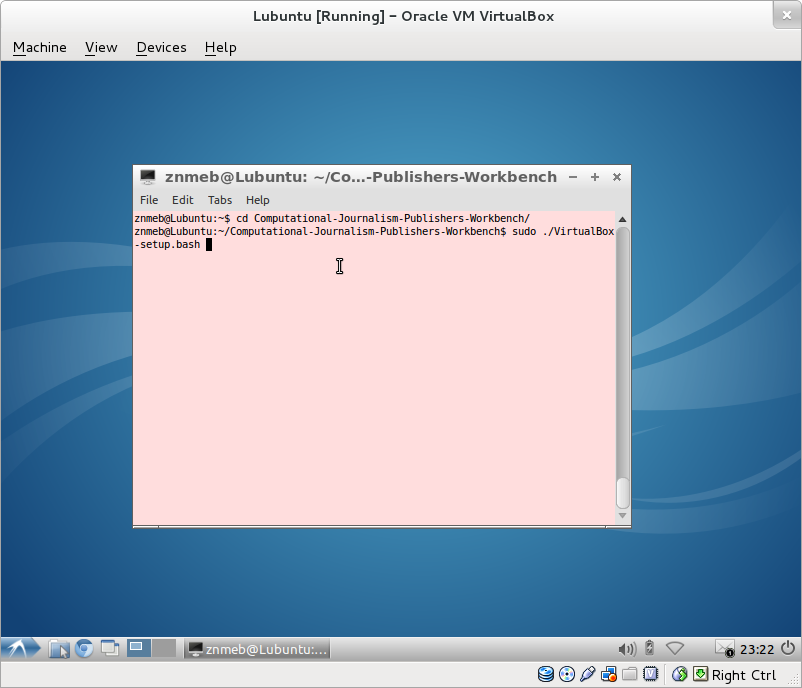 Lubuntu [Running] – Oracle VM VirtualBox
Machine View Devices Help
znmeb@Lubuntu: ~/Co...-Publishers-Workbench
File Edit Tabs Help
znmeb@Lubuntu:~$ cd Computational-Journalism-Publishers-Workbench/
znmeb@Lubuntu:~/Computational-Journalism-Publishers-Workbench$ sudo ./VirtualBox
-setup.bash
znmeb@Lubuntu:... 23:22
Right Ctrl